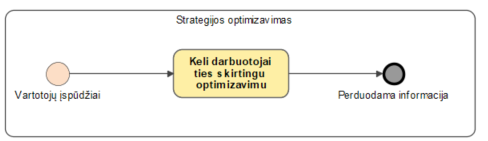 Strategijos optimizavimas
Keli darbuotojai
ties skirtingu
optimizavimu
Vartotojų įspūdžiai
Perduodama informacija